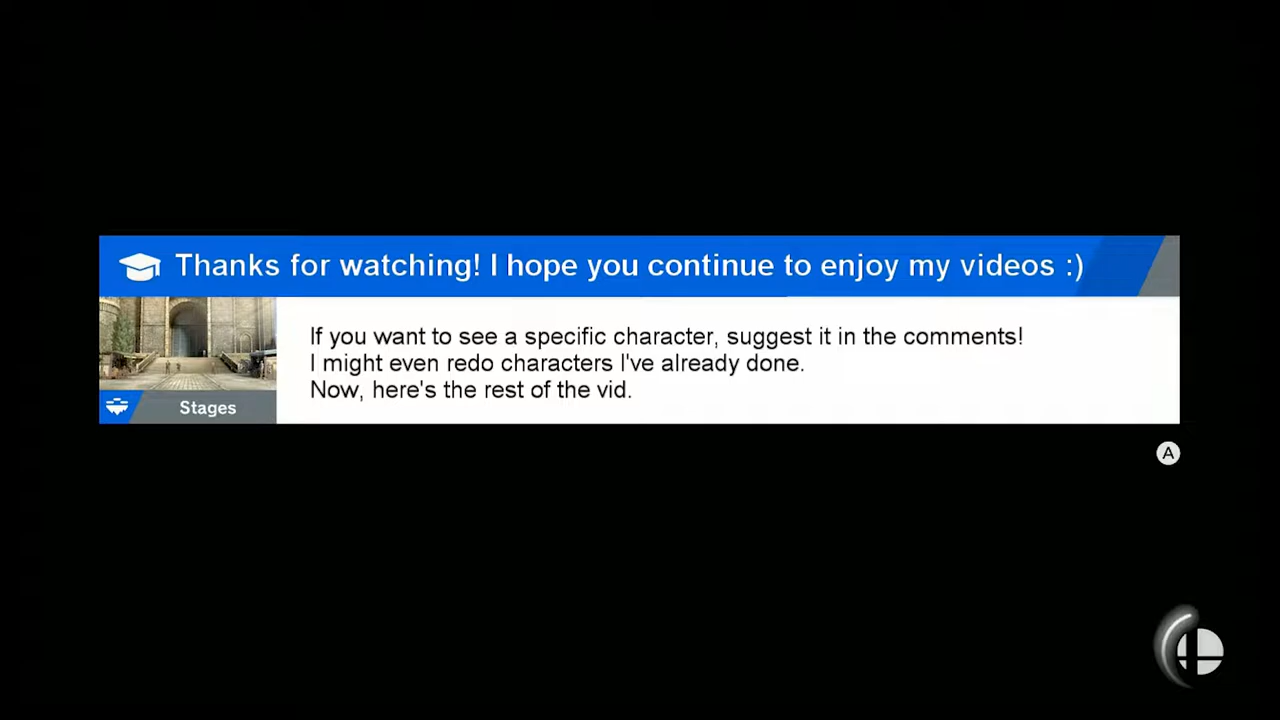 Thanks for watching! I hope you continue to enjoy my videos :)
If you want to see a specific character, suggest it in the comments!
I might even redo characters I've already done.
Now, here's the rest of the vid.
Stages
A